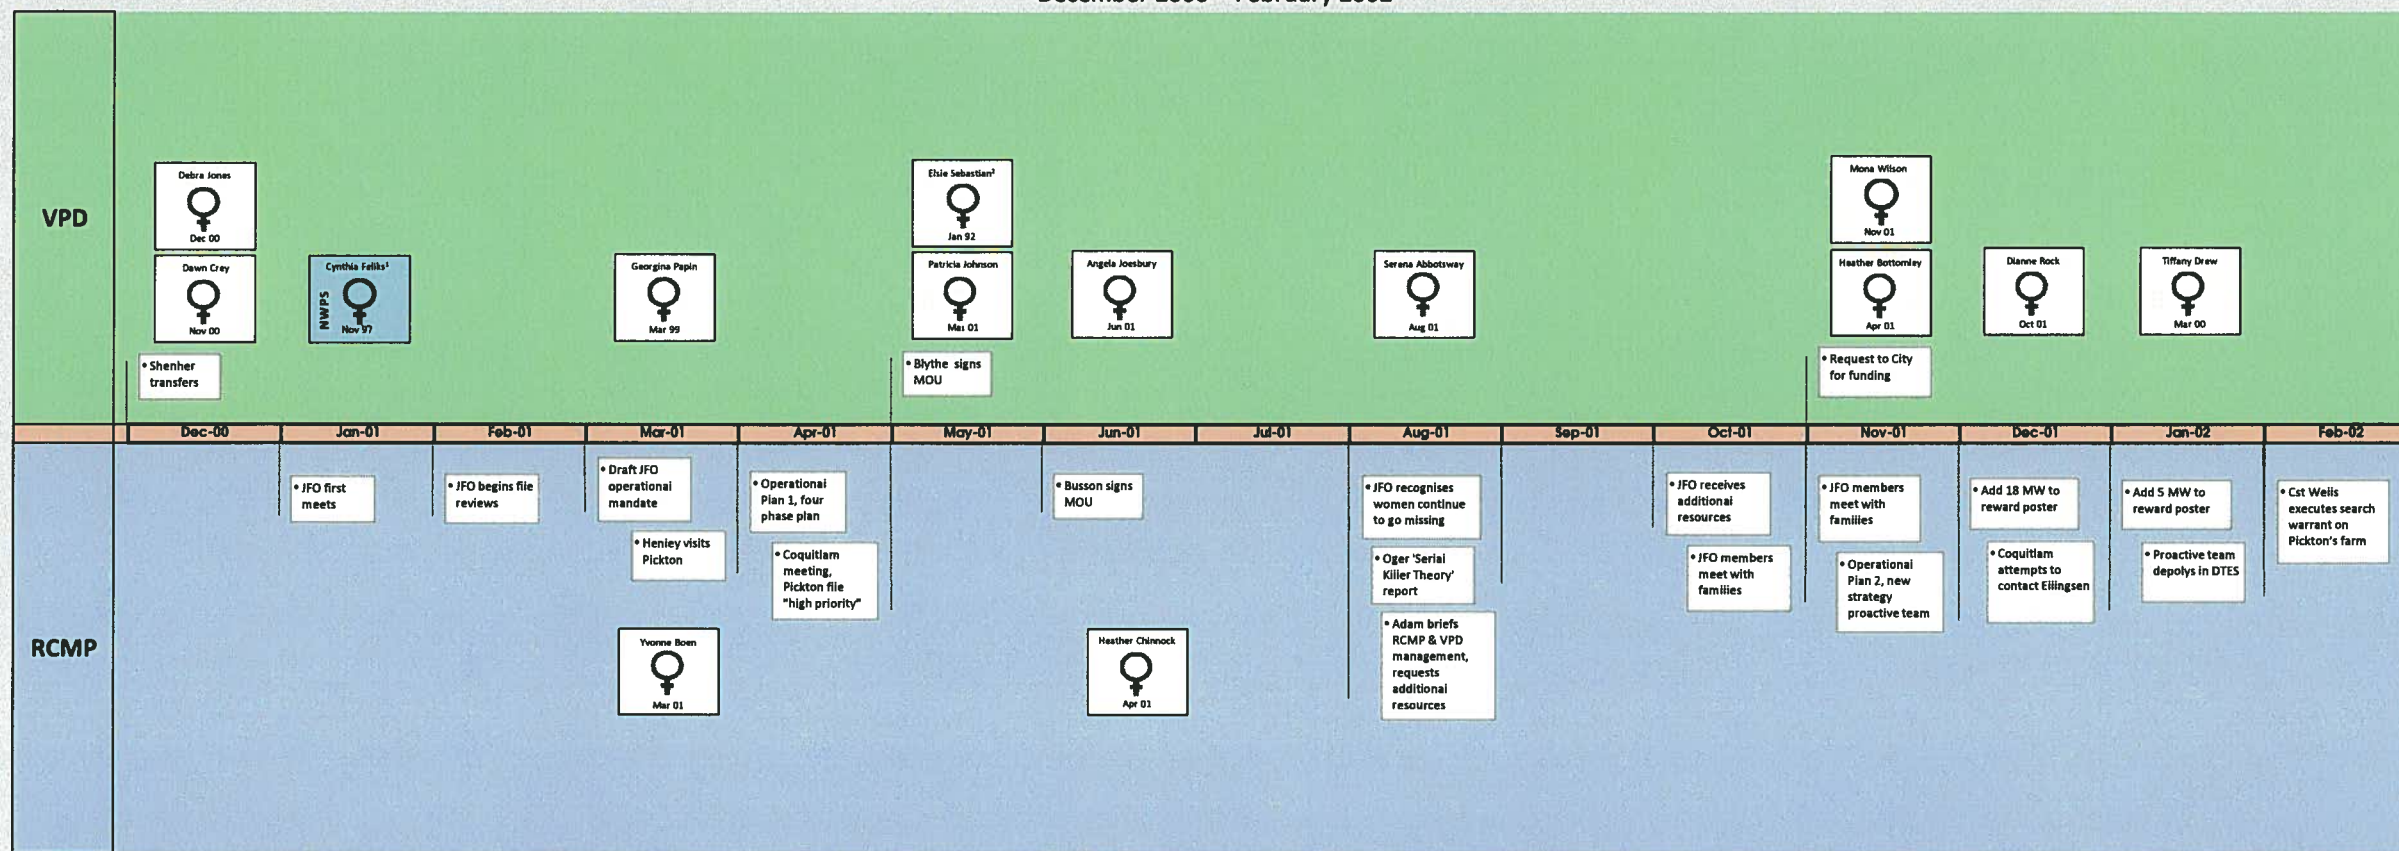 December 2000 – February 2002
VPD
Debra Jones
Dec 00
Dawn Crey
Nov 00
Cynthia Feliks¹
NWPS
Nov 97
Georgina Papin
Mar 99
Elsie Sebastian²
Jan 92
Patricia Johnson
Mar 01
Angela Joesbury
Jun 01
Serena Abbotsway
Aug 01
Mona Wilson
Nov 01
Heather Bottomley
Apr 01
Dianne Rock
Oct 01
Tiffany Drew
Mar 00
• Shenher
transfers
• Blythe signs
MOU
• Request to City
for funding
Dec-00 Jan-01 Feb-01 Mar-01 Apr-01 May-01 Jun-01 Jul-01 Aug-01 Sep-01 Oct-01 Nov-01 Dec-01 Jan-02 Feb-02
RCMP
• JFO first
meets
• JFO begins file
reviews
• Draft JFO
operational
mandate
• Henley visits
Pickton
Yvonne Boen
Mar 01
• Operational
Plan 1, four
phase plan
• Coquitlam
meeting,
Pickton file
"high priority"
• Busson signs
MOU
Heather Chinnock
Apr 01
• JFO recognises
women continue
to go missing
• Oger 'Serial
Killer Theory'
report
• Adam briefs
RCMP & VPD
management,
requests
additional
resources
• JFO receives
additional
resources
• JFO members
meet with
families
• JFO members
meet with
families
• Operational
Plan 2, new
strategy
proactive team
• Add 18 MW to
reward poster
• Coquitlam
attempts to
contact Ellingsen
• Add 5 MW to
reward poster
• Proactive team
depolys in DTES
• Cst Wells
executes search
warrant on
Pickton's farm